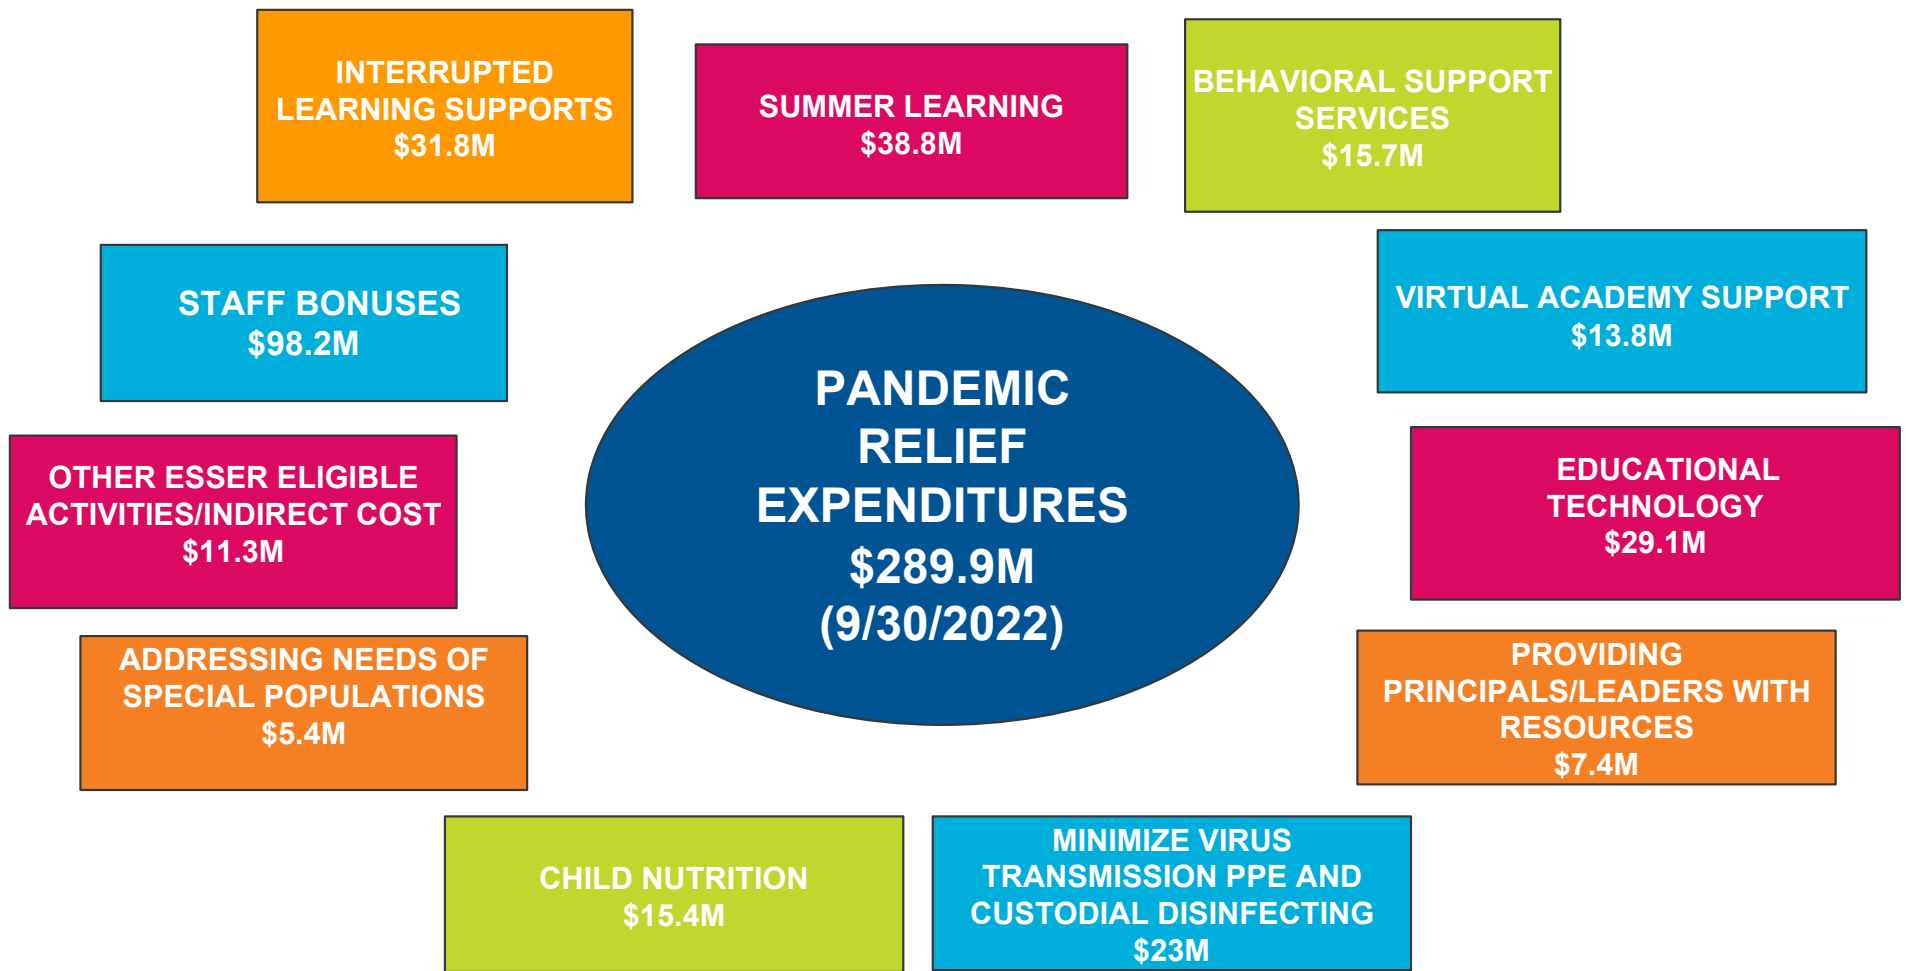 INTERRUPTED
LEARNING SUPPORTS
$31.8M
SUMMER LEARNING
$38.8M
BEHAVIORAL SUPPORT
SERVICES
$15.7M
STAFF BONUSES
$98.2M
VIRTUAL ACADEMY SUPPORT
$13.8M
PANDEMIC
RELIEF
EXPENDITURES
$289.9M
(9/30/2022)
OTHER ESSER ELIGIBLE
ACTIVITIES/INDIRECT COST
$11.3M
EDUCATIONAL
TECHNOLOGY
$29.1M
ADDRESSING NEEDS OF
SPECIAL POPULATIONS
$5.4M
PROVIDING
PRINCIPALS/LEADERS WITH
RESOURCES
$7.4M
CHILD NUTRITION
$15.4M
MINIMIZE VIRUS
TRANSMISSION PPE AND
CUSTODIAL DISINFECTING
$23M